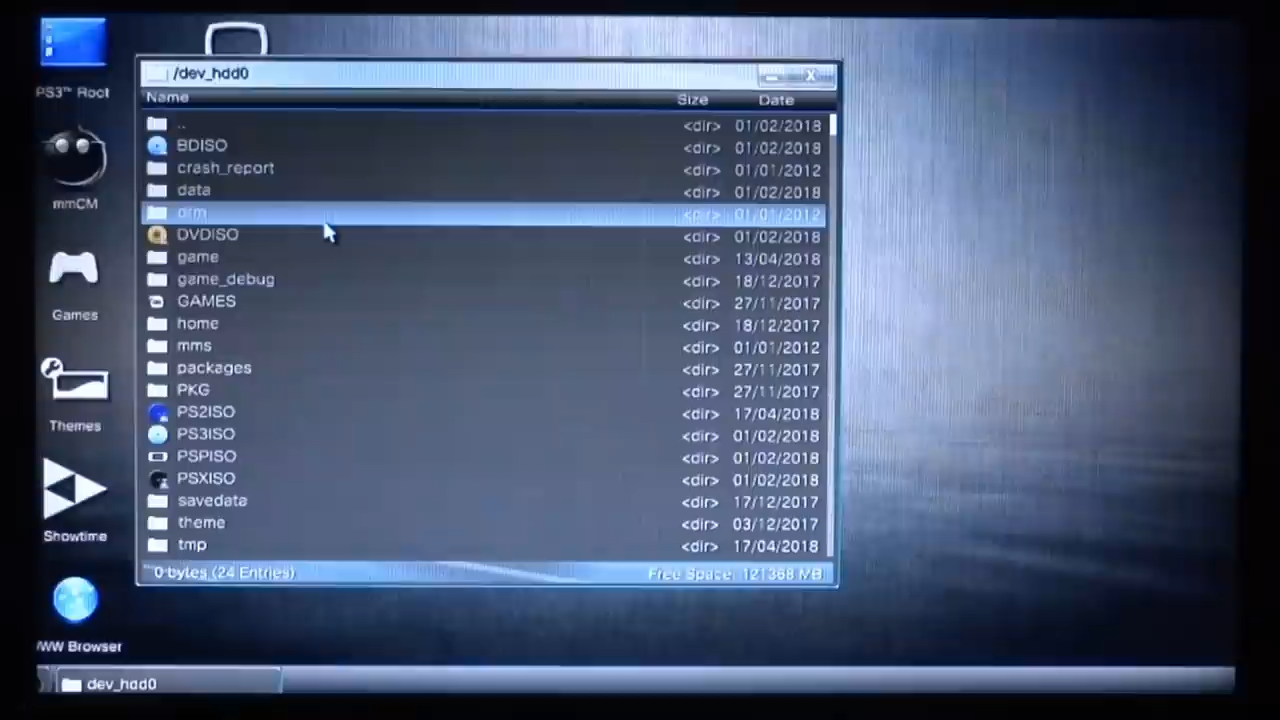 /dev_hdd0
Name Size Date
.. <dir> 01/02/2018
BDISO <dir> 01/02/2018
crash_report <dir> 01/01/2012
data <dir> 01/02/2018
drm <dir> 01/01/2012
DVDISO <dir> 01/02/2018
game <dir> 13/04/2018
game_debug <dir> 18/12/2017
GAMES <dir> 27/11/2017
home <dir> 18/12/2017
mms <dir> 01/01/2012
packages <dir> 27/11/2017
PKG <dir> 27/11/2017
PS2ISO <dir> 17/04/2018
PS3ISO <dir> 01/02/2018
PSPISO <dir> 01/02/2018
PSXISO <dir> 01/02/2018
savedata <dir> 17/12/2017
theme <dir> 03/12/2017
tmp <dir> 17/04/2018
0 bytes (24 Entries) Free Space: 121368 MB
PS3™ Root
mmCM
Games
Themes
Showtime
WW Browser
dev_hdd0
X